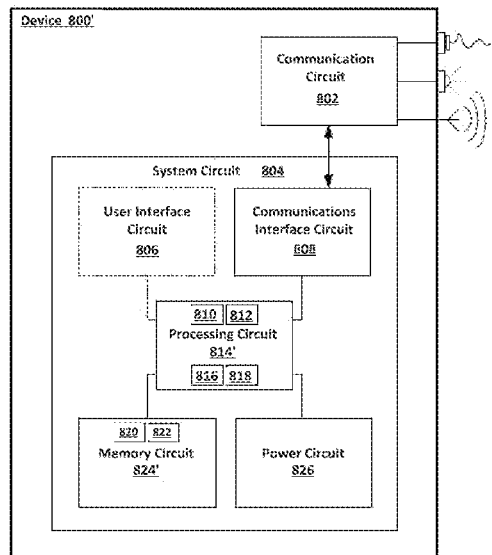 Device 800'
Communication
Circuit
802
System Circuit 804
User Interface
Circuit
806
Communications
Interface Circuit
808
810 812
Processing Circuit
814'
816 818
820 822
Memory Circuit
824'
Power Circuit
826